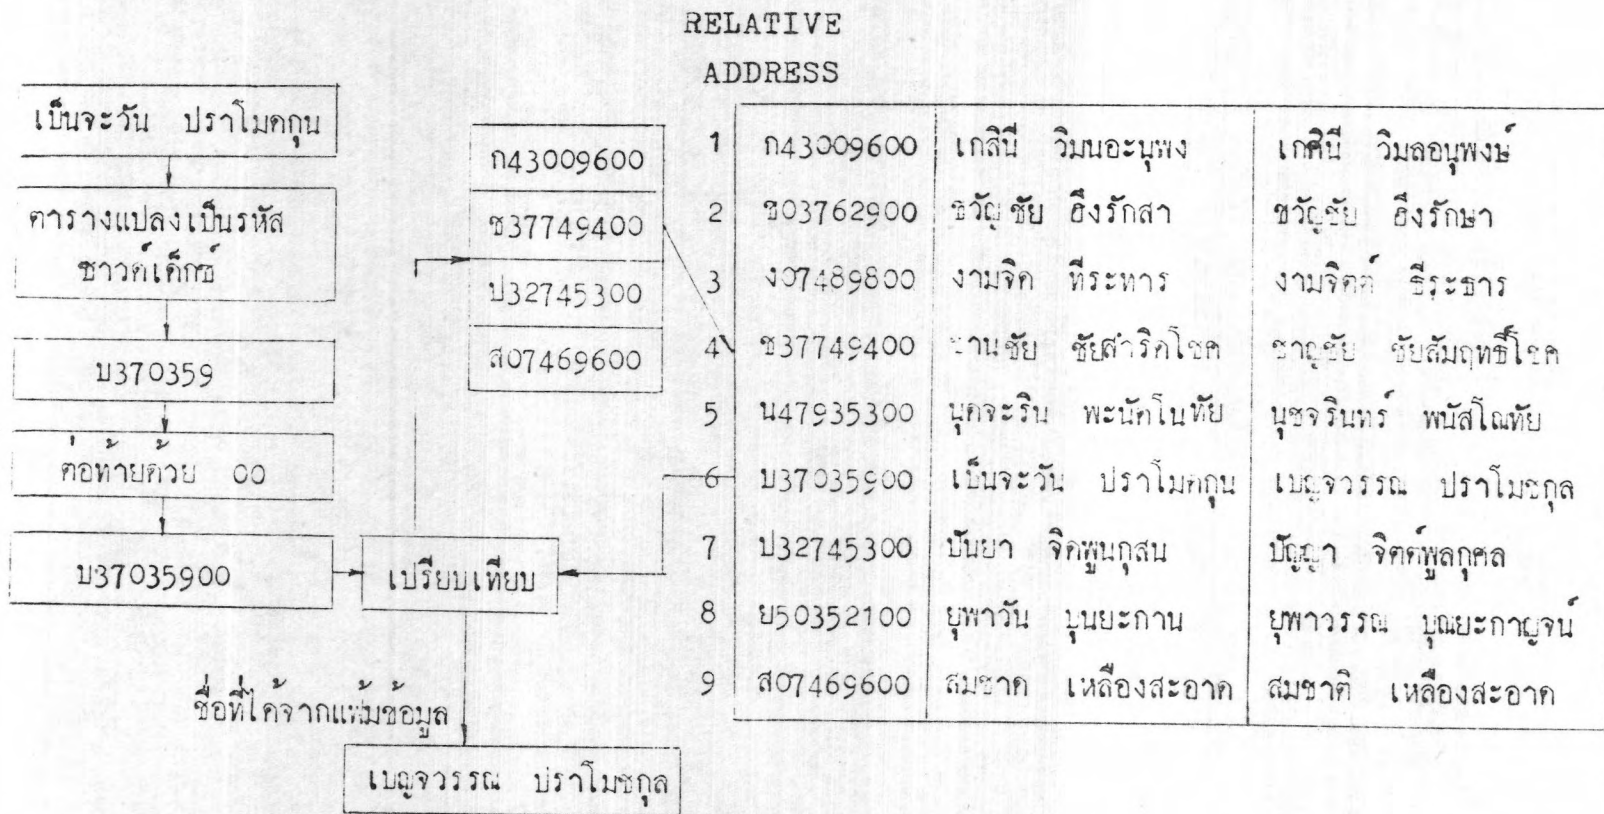 RELATIVE
ADDRESS
เบ็นจะวัน ปราโมดกุน
ตารางแปลงเป็นรหัส
ซาวด์เด็กซ์
บ370359
ต่อท้ายด้วย 00
บ37035900
เปรียบเทียบ
ชื่อที่ได้จากแฟ้มข้อมูล
เบญจวรรณ ปราโมชกุล
ก43009600
ช37749400
ป32745300
ส07469600
1 ก43009600 เกสินี วิมนอะนุพง เกศินี วิมลอนุพงษ์
2 ข03762900 ขวัญชัย อึงรักสา ขวัญชัย อึงรักษา
3 ง07489800 งามจิด ทีระทาร งามจิตต์ ธีระธาร
4 ช37749400 ชานชัย ชัยสำริดโชค ชาญชัย ชัยสัมฤทธิ์โชค
5 น47935300 นุดจะริน พะนัดโนทัย นุชจรินทร์ พนัสโณทัย
6 บ37035900 เบ็นจะวัน ปราโมดกุน เบญจวรรณ ปราโมชกุล
7 ป32745300 ปันยา จิดพูนกุสน ปัญญา จิตต์พูลกุศล
8 ย50352100 ยุพาวัน บุนยะกาน ยุพาวรรณ บุณยะกาญจน์
9 ส07469600 สมชาด เหลืองสะอาด สมชาติ เหลืองสะอาด